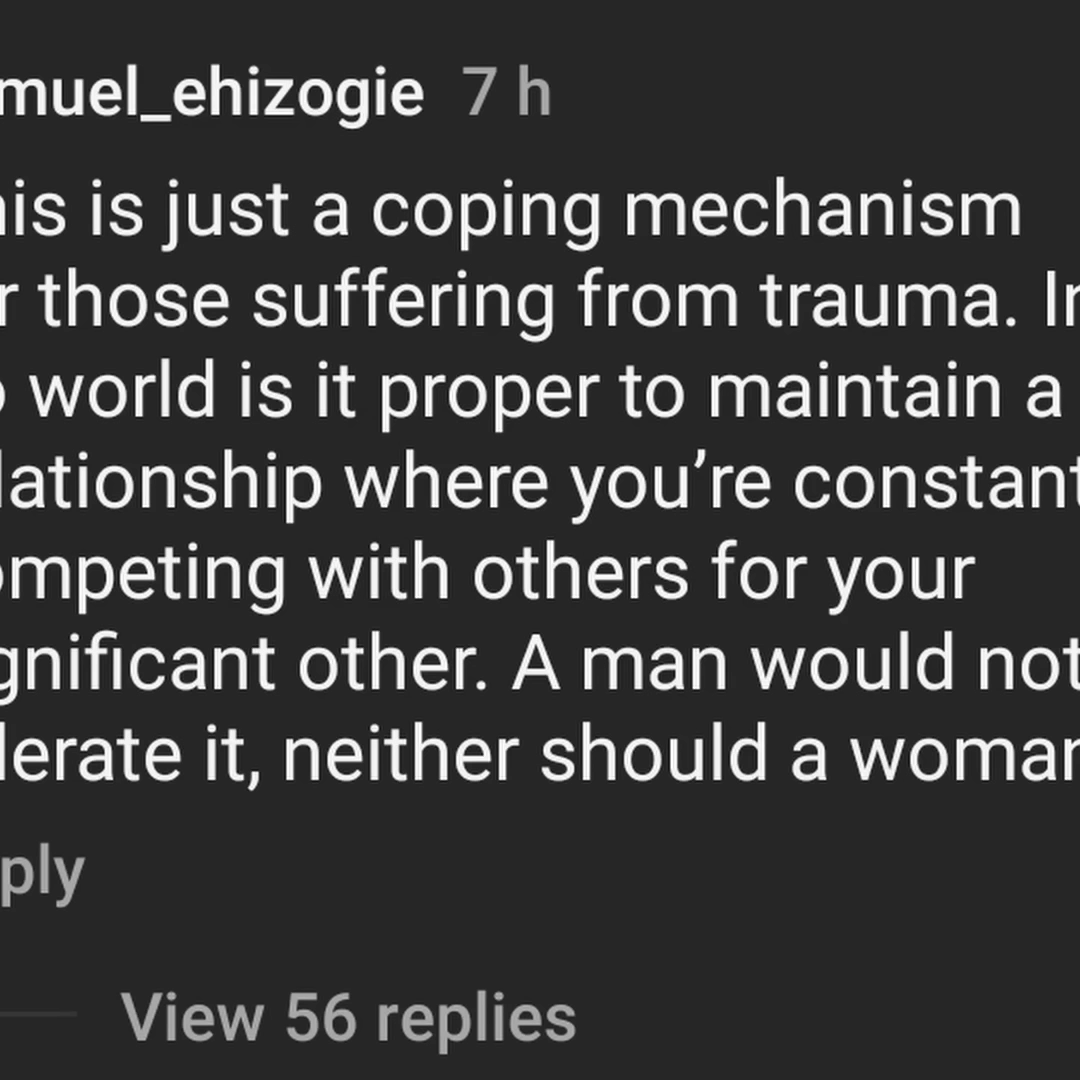 muel_ehizogie 7 h
his is just a coping mechanism
r those suffering from trauma. In
o world is it proper to maintain a
lationship where you're constant
ompeting with others for your
gnificant other. A man would not
lerate it, neither should a woman
ply
View 56 replies